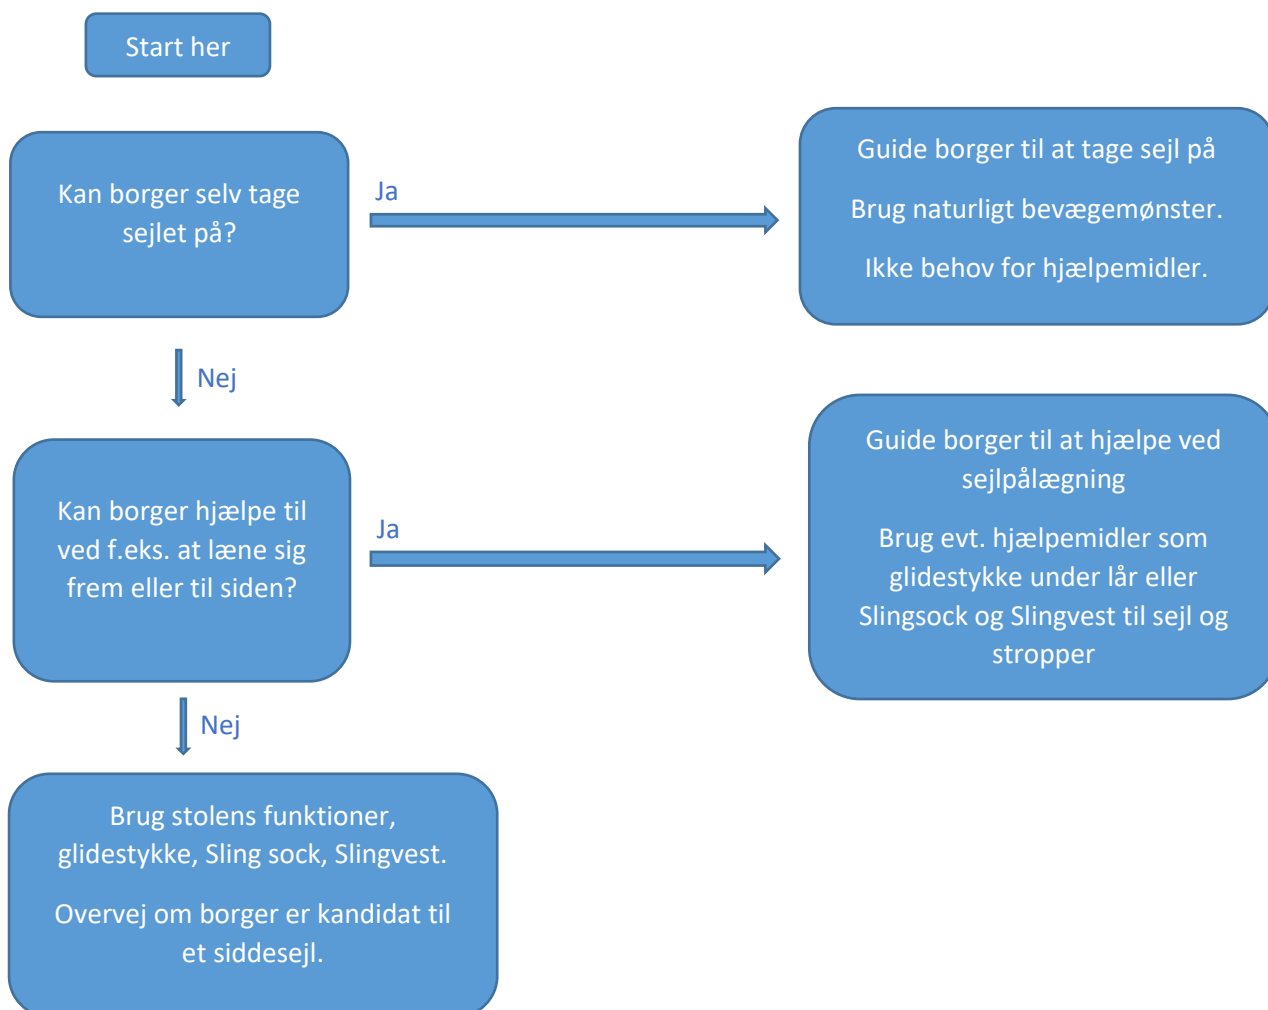 Start her
Kan borger selv tage
sejlet på?
Ja
Guide borger til at tage sejl på
Brug naturligt bevægemønster.
Ikke behov for hjælpemidler.
Nej
Kan borger hjælpe til
ved f.eks. at læne sig
frem eller til siden?
Ja
Guide borger til at hjælpe ved
sejlpålægning
Brug evt. hjælpemidler som
glidestykke under lår eller
Slingsock og Slingvest til sejl og
stropper
Nej
Brug stolens funktioner,
glidestykke, Sling sock, Slingvest.
Overvej om borger er kandidat til
et siddesejl.